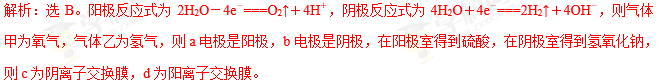 解析：选 B。阳极反应式为 2H₂O－4e⁻===O₂↑＋4H⁺，阴极反应式为 4H₂O＋4e⁻===2H₂↑＋4OH⁻，则气体
甲为氧气，气体乙为氢气，则 a 电极是阳极，b 电极是阴极，在阳极室得到硫酸，在阴极室得到氢氧化钠，
则 c 为阴离子交换膜，d 为阳离子交换膜。